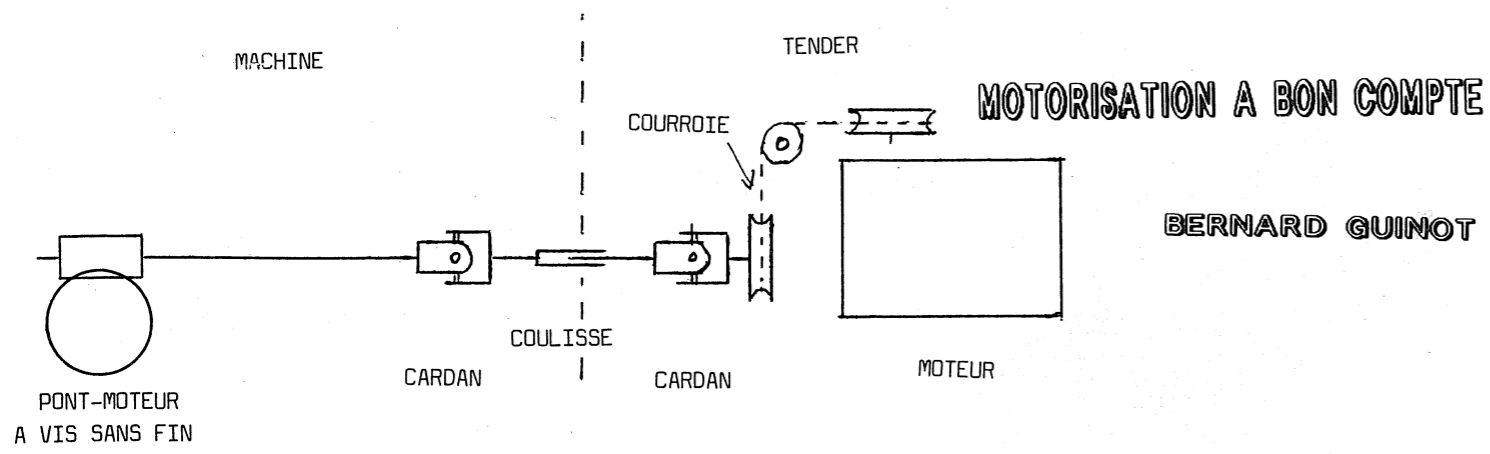 MACHINE
TENDER
MOTORISATION A BON COMPTE
COURROIE
BERNARD GUINOT
COULISSE
CARDAN
CARDAN
MOTEUR
PONT-MOTEUR
A VIS SANS FIN